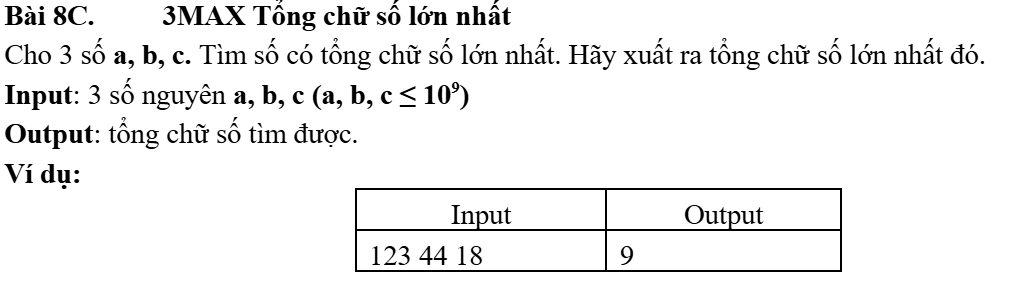 Bài 8C. 3MAX Tổng chữ số lớn nhất
Cho 3 số a, b, c. Tìm số có tổng chữ số lớn nhất. Hãy xuất ra tổng chữ số lớn nhất đó.
Input: 3 số nguyên a, b, c (a, b, c ≤ 10⁹)
Output: tổng chữ số tìm được.
Ví dụ:
Input Output
123 44 18 9